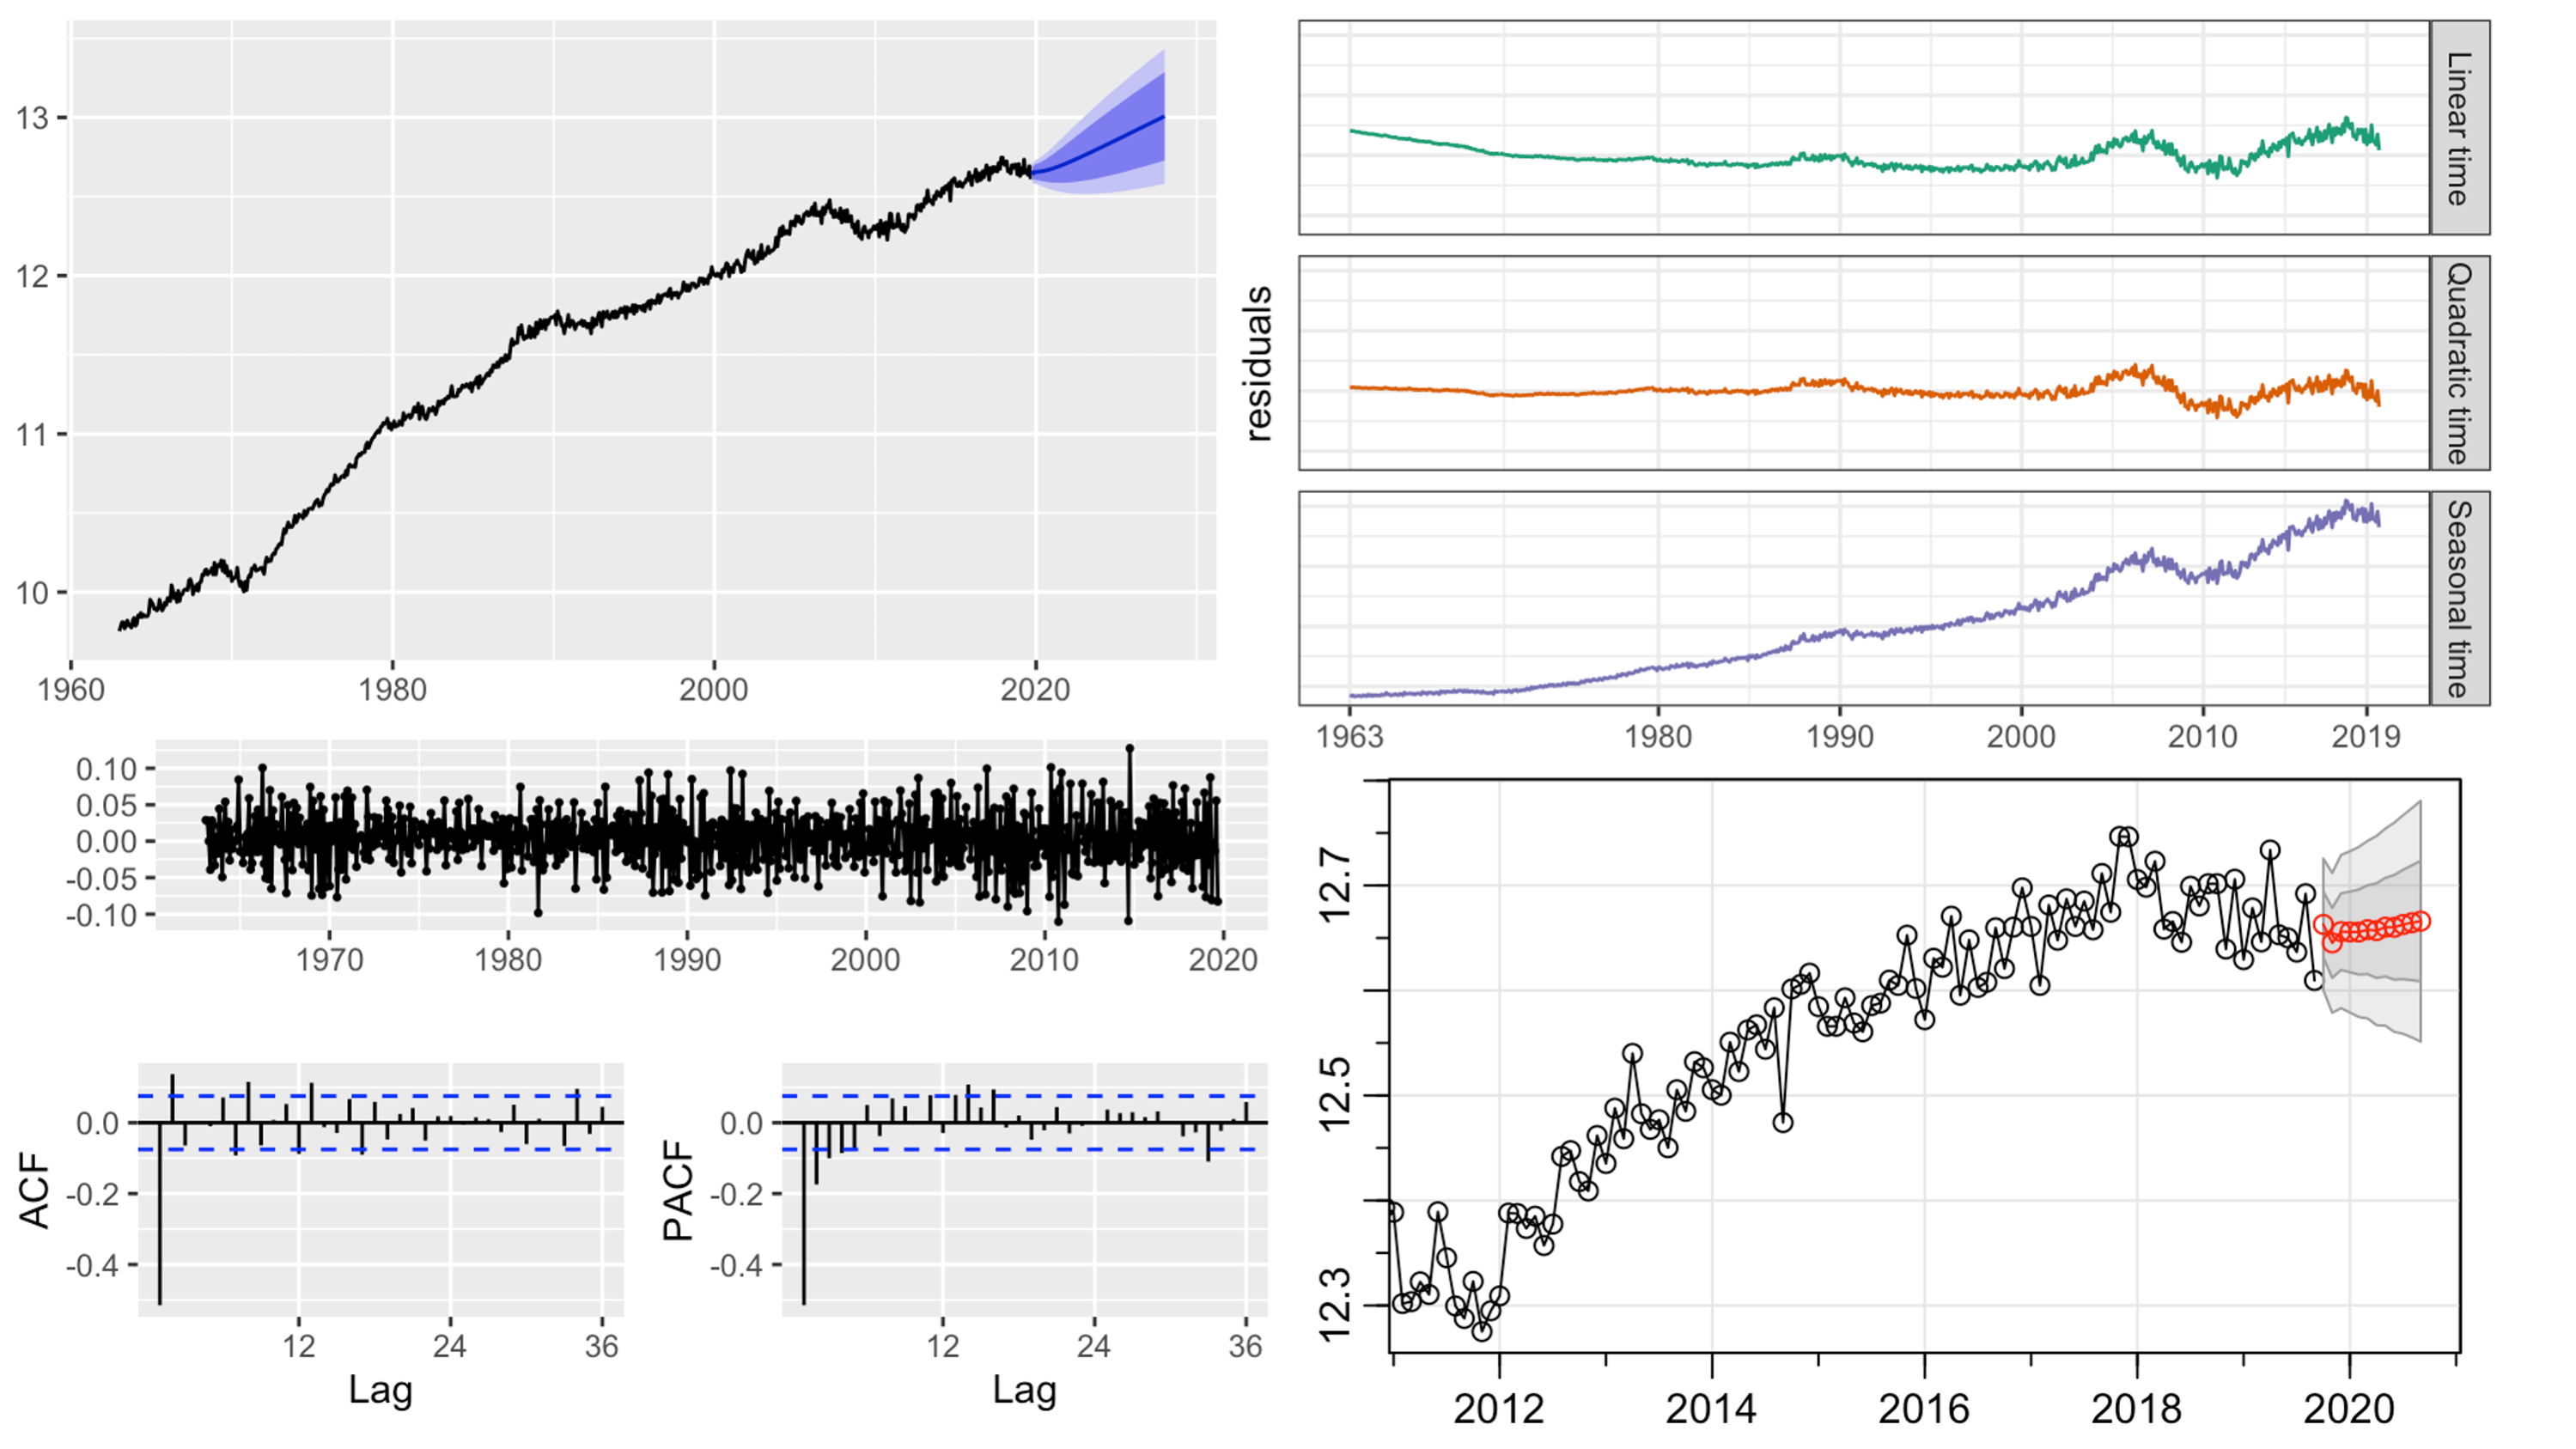 13
12
11
10
1960 1980 2000 2020
residuals
Linear time
Quadratic time
Seasonal time
1963 1980 1990 2000 2010 2019
0.10
0.05
0.00
-0.05
-0.10
1970 1980 1990 2000 2010 2020
ACF
0.0
-0.2
-0.4
12 24 36
Lag
PACF
0.0
-0.2
-0.4
12 24 36
Lag
12.7
12.5
12.3
2012 2014 2016 2018 2020